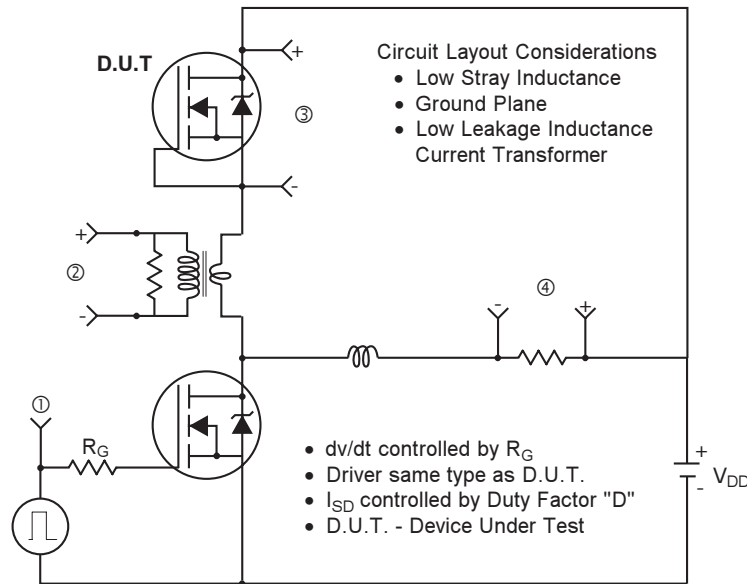 D.U.T
+
③
-
Circuit Layout Considerations
• Low Stray Inductance
• Ground Plane
• Low Leakage Inductance
Current Transformer
+
②
-
④
-
+
①
R_G
• dv/dt controlled by R_G
• Driver same type as D.U.T.
• I_SD controlled by Duty Factor "D"
• D.U.T. - Device Under Test
+
V_DD
-